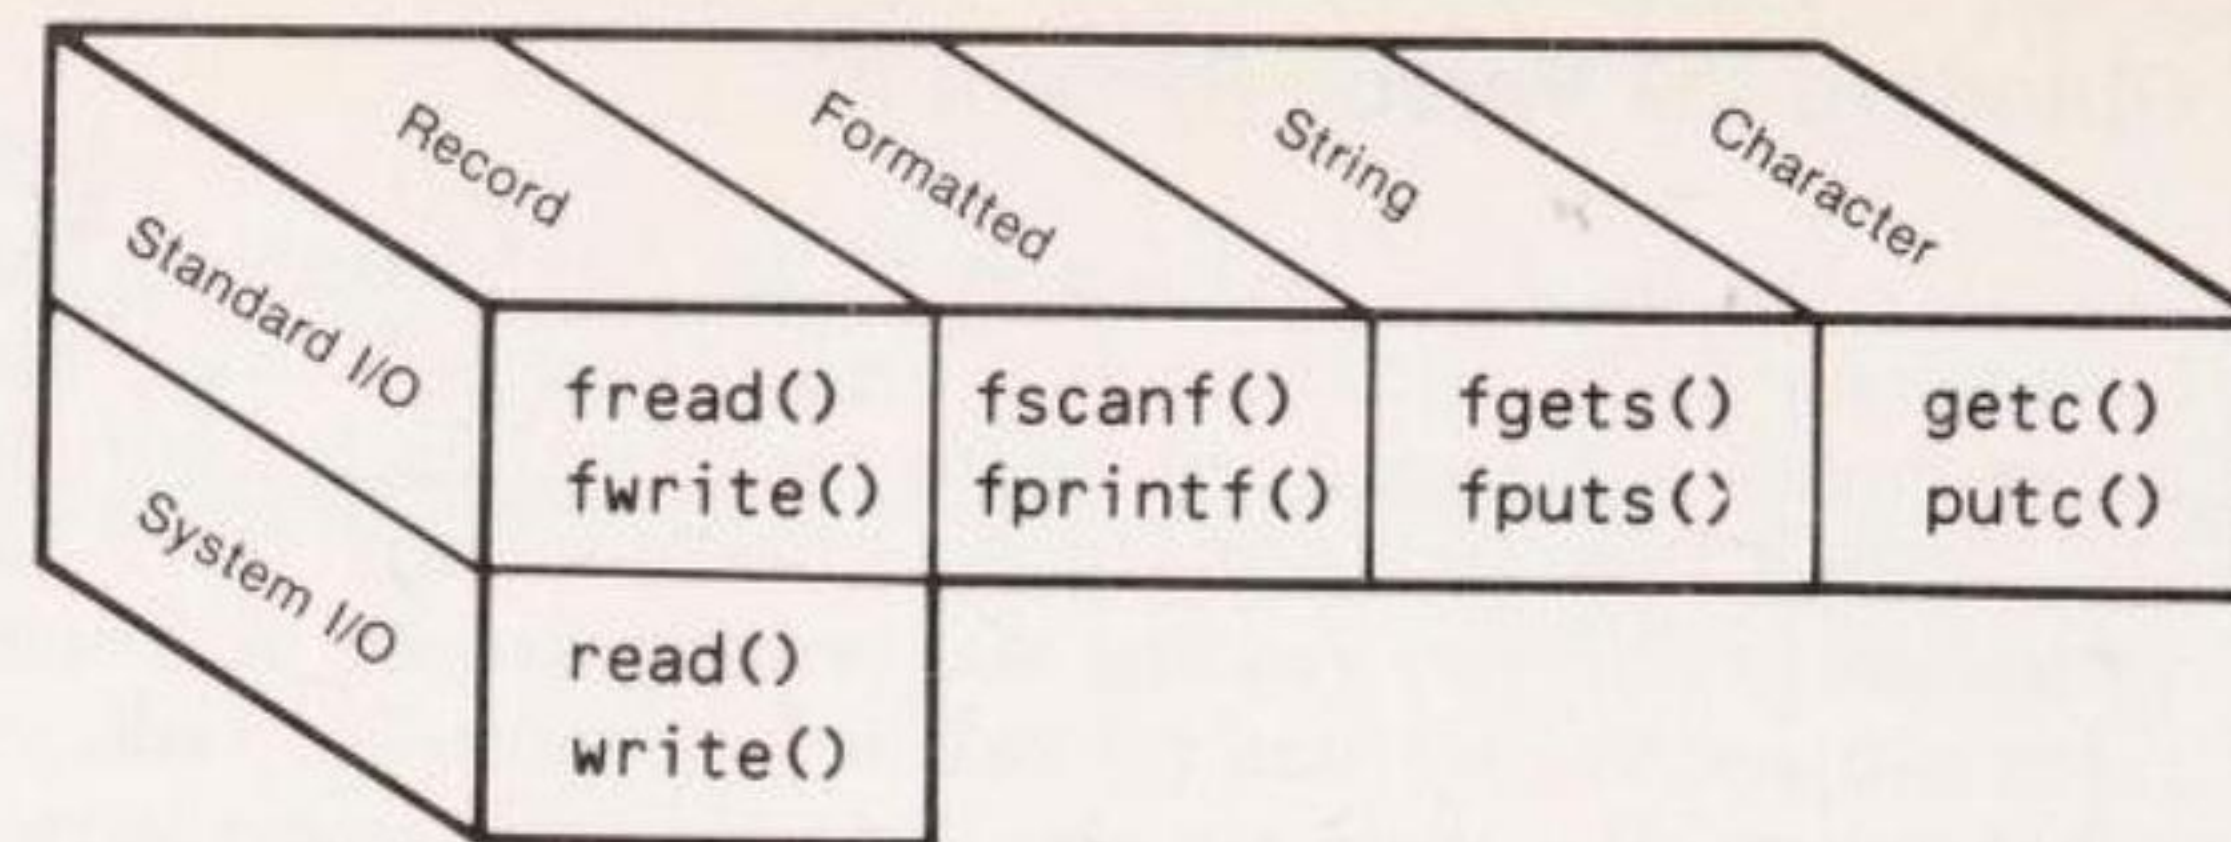 Record
Formatted
String
Character
Standard I/O
fread()
fscanf()
fgets()
getc()
fwrite()
fprintf()
fputs()
putc()
System I/O
read()
write()